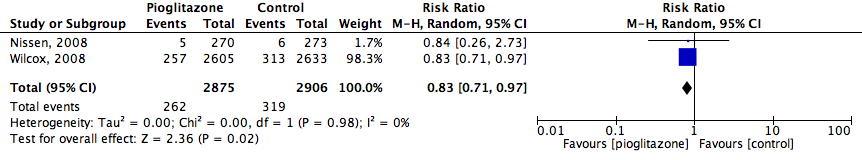 Pioglitazone Control Risk Ratio Risk Ratio
Study or Subgroup Events Total Events Total Weight M-H, Random, 95% CI M-H, Random, 95% CI
Nissen, 2008 5 270 6 273 1.7% 0.84 [0.26, 2.73]
Wilcox, 2008 257 2605 313 2633 98.3% 0.83 [0.71, 0.97]
Total (95% CI) 2875 2906 100.0% 0.83 [0.71, 0.97]
Total events 262 319
Heterogeneity: Tau² = 0.00; Chi² = 0.00, df = 1 (P = 0.98); I² = 0%
Test for overall effect: Z = 2.36 (P = 0.02)
0.01 0.1 1 10 100
Favours [pioglitazone] Favours [control]